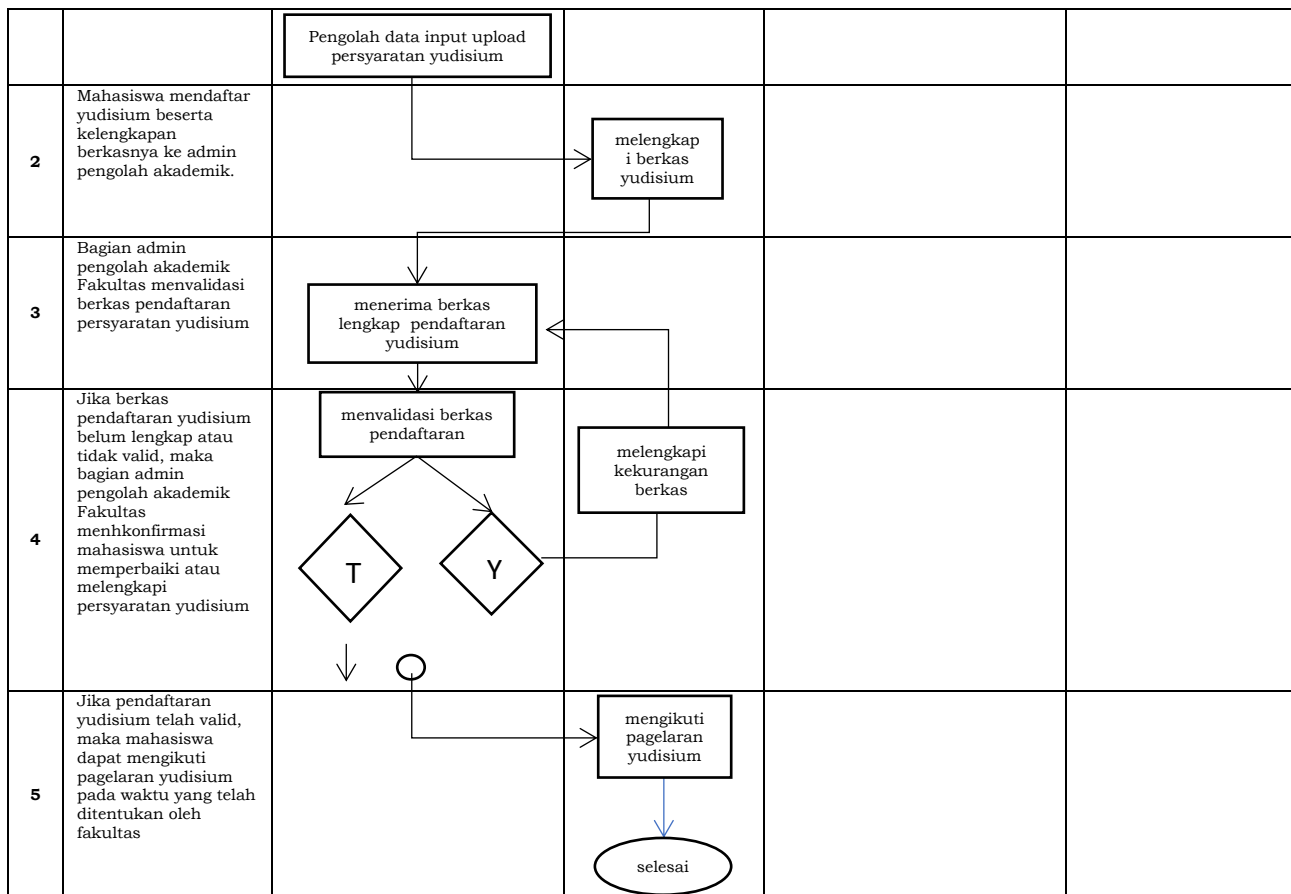 Pengolah data input upload
persyaratan yudisium
2
Mahasiswa mendaftar
yudisium beserta
kelengkapan
berkasnya ke admin
pengolah akademik.
melengkap
i berkas
yudisium
3
Bagian admin
pengolah akademik
Fakultas menvalidasi
berkas pendaftaran
persyaratan yudisium
menerima berkas
lengkap pendaftaran
yudisium
4
Jika berkas
pendaftaran yudisium
belum lengkap atau
tidak valid, maka
bagian admin
pengolah akademik
Fakultas
menhkonfirmasi
mahasiswa untuk
memperbaiki atau
melengkapi
persyaratan yudisium
menvalidasi berkas
pendaftaran
T
Y
melengkapi
kekurangan
berkas
5
Jika pendaftaran
yudisium telah valid,
maka mahasiswa
dapat mengikuti
pagelaran yudisium
pada waktu yang telah
ditentukan oleh
fakultas
mengikuti
pagelaran
yudisium
selesai